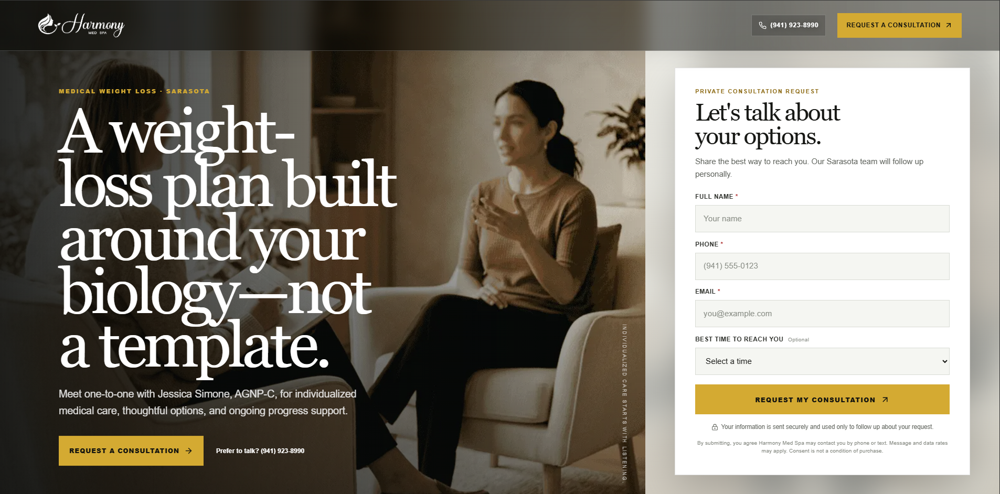 Harmony
MED SPA
(941) 923-8990
REQUEST A CONSULTATION
MEDICAL WEIGHT LOSS · SARASOTA
A weight-
loss plan built
around your
biology—not
a template.
Meet one-to-one with Jessica Simone, AGNP-C, for individualized
medical care, thoughtful options, and ongoing progress support.
REQUEST A CONSULTATION
Prefer to talk? (941) 923-8990
INDIVIDUALIZED CARE STARTS WITH LISTENING.
PRIVATE CONSULTATION REQUEST
Let's talk about
your options.
Share the best way to reach you. Our Sarasota team will follow up
personally.
FULL NAME *
Your name
PHONE *
(941) 555-0123
EMAIL *
you@example.com
BEST TIME TO REACH YOU Optional
Select a time
REQUEST MY CONSULTATION
Your information is sent securely and used only to follow up about your request.
By submitting, you agree Harmony Med Spa may contact you by phone or text. Message and data rates
may apply. Consent is not a condition of purchase.